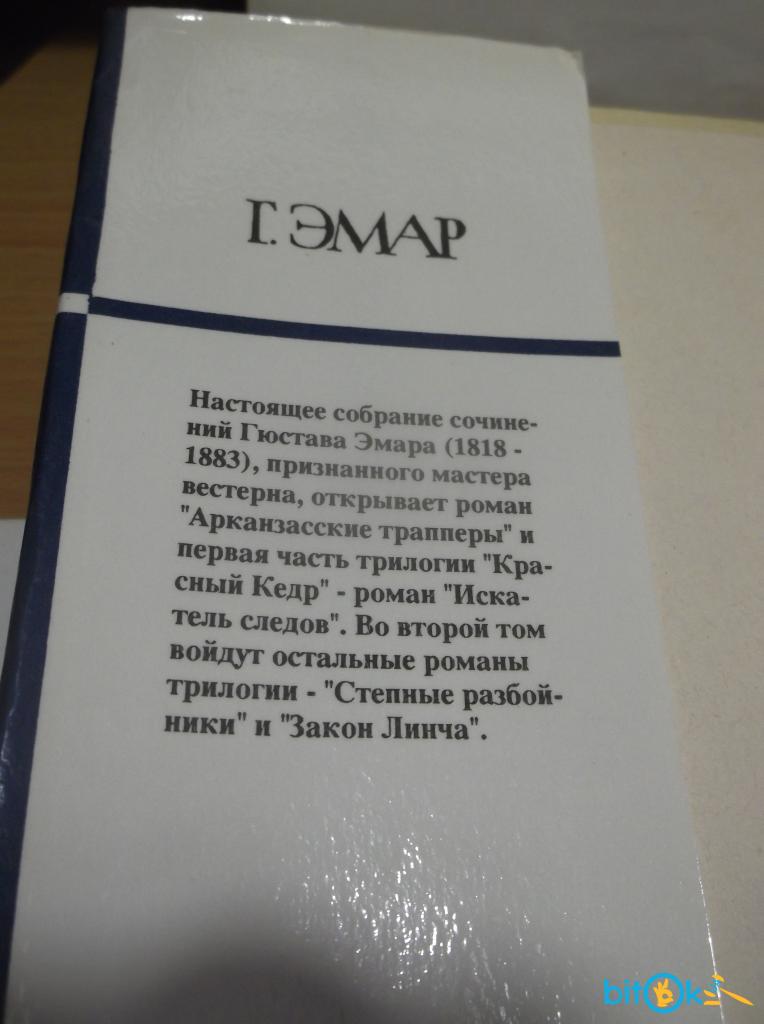 Г. ЭМАР
Настоящее собрание сочине-
ний Гюстава Эмара (1818 -
1883), признанного мастера
вестерна, открывает роман
"Арканзасские трапперы" и
первая часть трилогии "Кра-
сный Кедр" - роман "Иска-
тель следов". Во второй том
войдут остальные романы
трилогии - "Степные разбой-
ники" и "Закон Линча".
bitOk